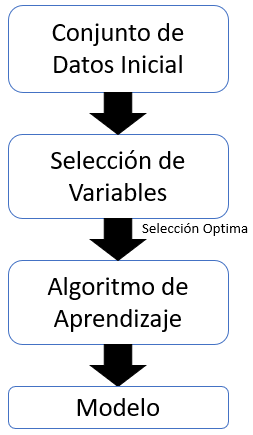 Conjunto de
Datos Inicial
Selección de
Variables
Selección Optima
Algoritmo de
Aprendizaje
Modelo